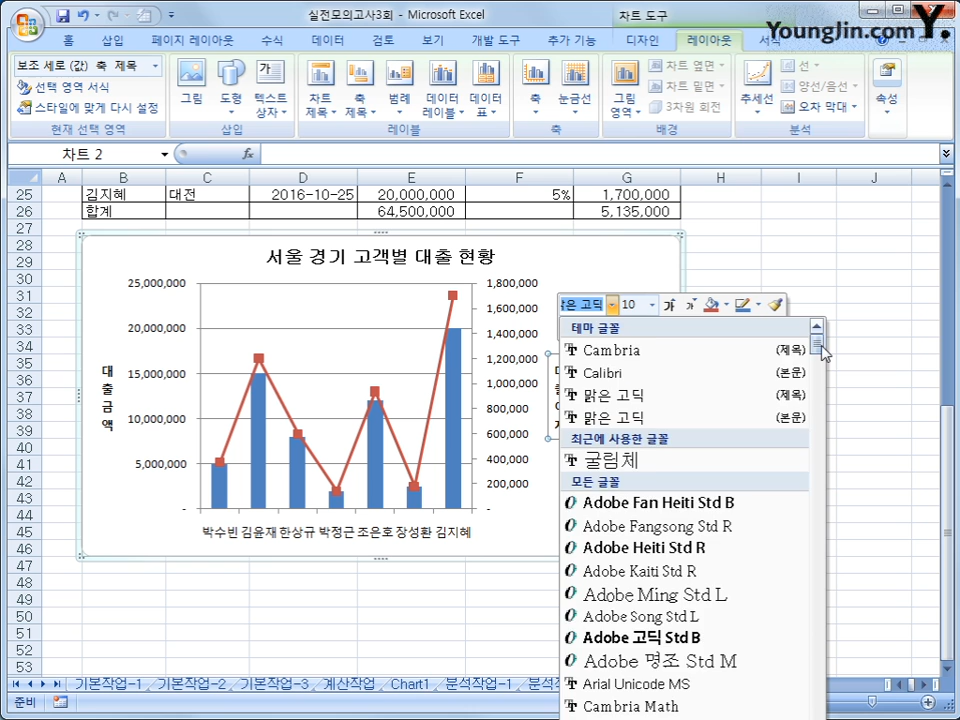 실전모의고사3회 - Microsoft Excel
차트 도구
Younglin.com Y.
홈 삽입 페이지 레이아웃 수식 데이터 검토 보기 개발 도구 추가 기능 디자인 레이아웃 서식
보조 세로 (값) 축 제목
선택 영역 서식
스타일에 맞게 다시 설정
현재 선택 영역
그림
도형
텍스트 상자
삽입
차트 제목
축 제목
범례
데이터 레이블
데이터 표
레이블
축
눈금선
축
그림 영역
차트 옆면
차트 밑면
3차원 회전
배경
추세선
선
양선/음선
오차 막대
분석
속성
차트 2
fx
A B C D E F G H I J
25 김지혜 대전 2016-10-25 20,000,000 5% 1,700,000
26 합계 64,500,000 5,135,000
27
28
29
30
31
32
33
34
35
36
37
38
39
40
41
42
43
44
45
46
47
48
49
50
51
52
53
서울 경기 고객별 대출 현황
25,000,000
20,000,000
15,000,000
10,000,000
5,000,000
-
대출금액
1,800,000
1,600,000
1,400,000
1,200,000
1,000,000
800,000
600,000
400,000
200,000
-
박수빈 김윤재 한상규 박정근 조은호 장성환 김지혜
맑은 고딕 10 가 가
테마 글꼴
Cambria (제목)
Calibri (본문)
맑은 고딕 (제목)
맑은 고딕 (본문)
최근에 사용한 글꼴
굴림체
모든 글꼴
Adobe Fan Heiti Std B
Adobe Fangsong Std R
Adobe Heiti Std R
Adobe Kaiti Std R
Adobe Ming Std L
Adobe Song Std L
Adobe 고딕 Std B
Adobe 명조 Std M
Arial Unicode MS
Cambria Math
기본작업-1 기본작업-2 기본작업-3 계산작업 Chart1 분석작업-1 분석
준비